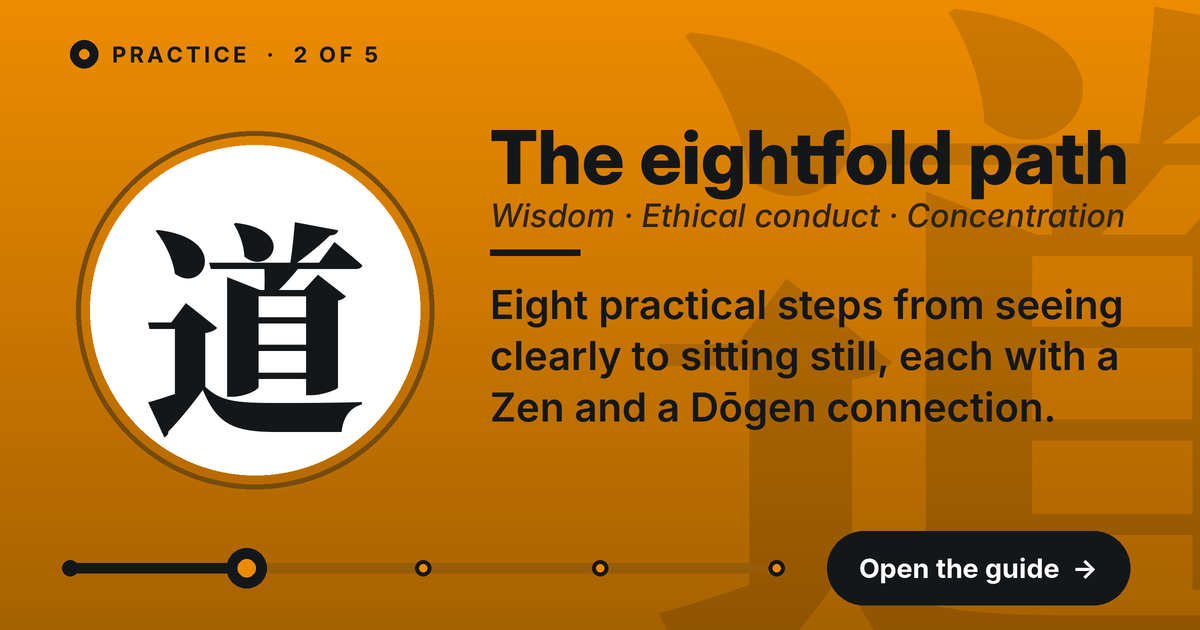 PRACTICE · 2 OF 5
道
The eightfold path
Wisdom · Ethical conduct · Concentration
Eight practical steps from seeing
clearly to sitting still, each with a
Zen and a Dōgen connection.
Open the guide →